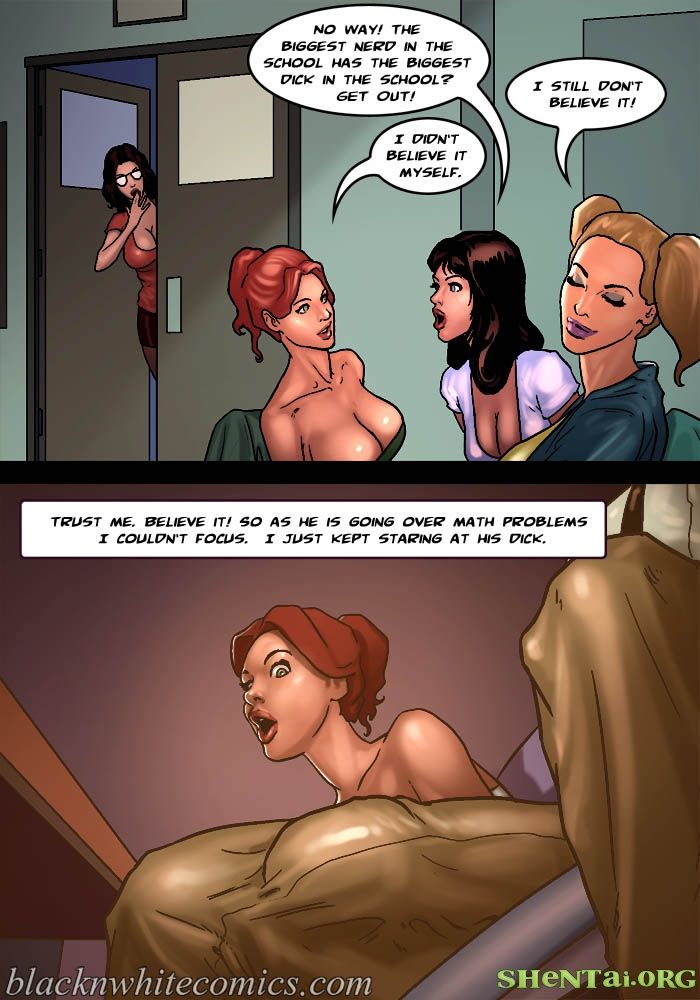 NO WAY! THE
BIGGEST NERD IN THE
SCHOOL HAS THE BIGGEST
DICK IN THE SCHOOL?
GET OUT!
I DIDN'T
BELIEVE IT
MYSELF.
I STILL DON'T
BELIEVE IT!
TRUST ME, BELIEVE IT! SO AS HE IS GOING OVER MATH PROBLEMS
I COULDN'T FOCUS. I JUST KEPT STARING AT HIS DICK.
blacknwhitecomics.com
SHENTAi.ORG